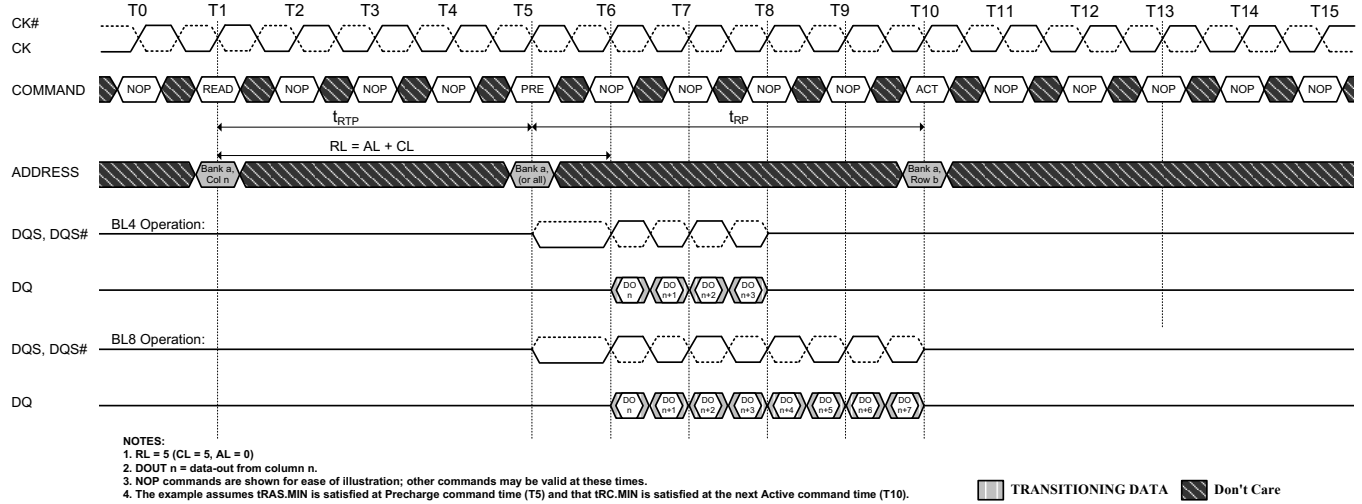 T0 T1 T2 T3 T4 T5 T6 T7 T8 T9 T10 T11 T12 T13 T14 T15
CK#
CK
COMMAND NOP READ NOP NOP NOP PRE NOP NOP NOP NOP ACT NOP NOP NOP NOP NOP
tRTP tRP
RL = AL + CL
ADDRESS
Bank a,
Col n
Bank a,
(or all)
Bank a,
Row b
BL4 Operation:
DQS, DQS#
DQ
DO
n
DO
n+1
DO
n+2
DO
n+3
BL8 Operation:
DQS, DQS#
DQ
DO
n
DO
n+1
DO
n+2
DO
n+3
DO
n+4
DO
n+5
DO
n+6
DO
n+7
NOTES:
1. RL = 5 (CL = 5, AL = 0)
2. DOUT n = data-out from column n.
3. NOP commands are shown for ease of illustration; other commands may be valid at these times.
4. The example assumes tRAS.MIN is satisfied at Precharge command time (T5) and that tRC.MIN is satisfied at the next Active command time (T10).
TRANSITIONING DATA Don't Care